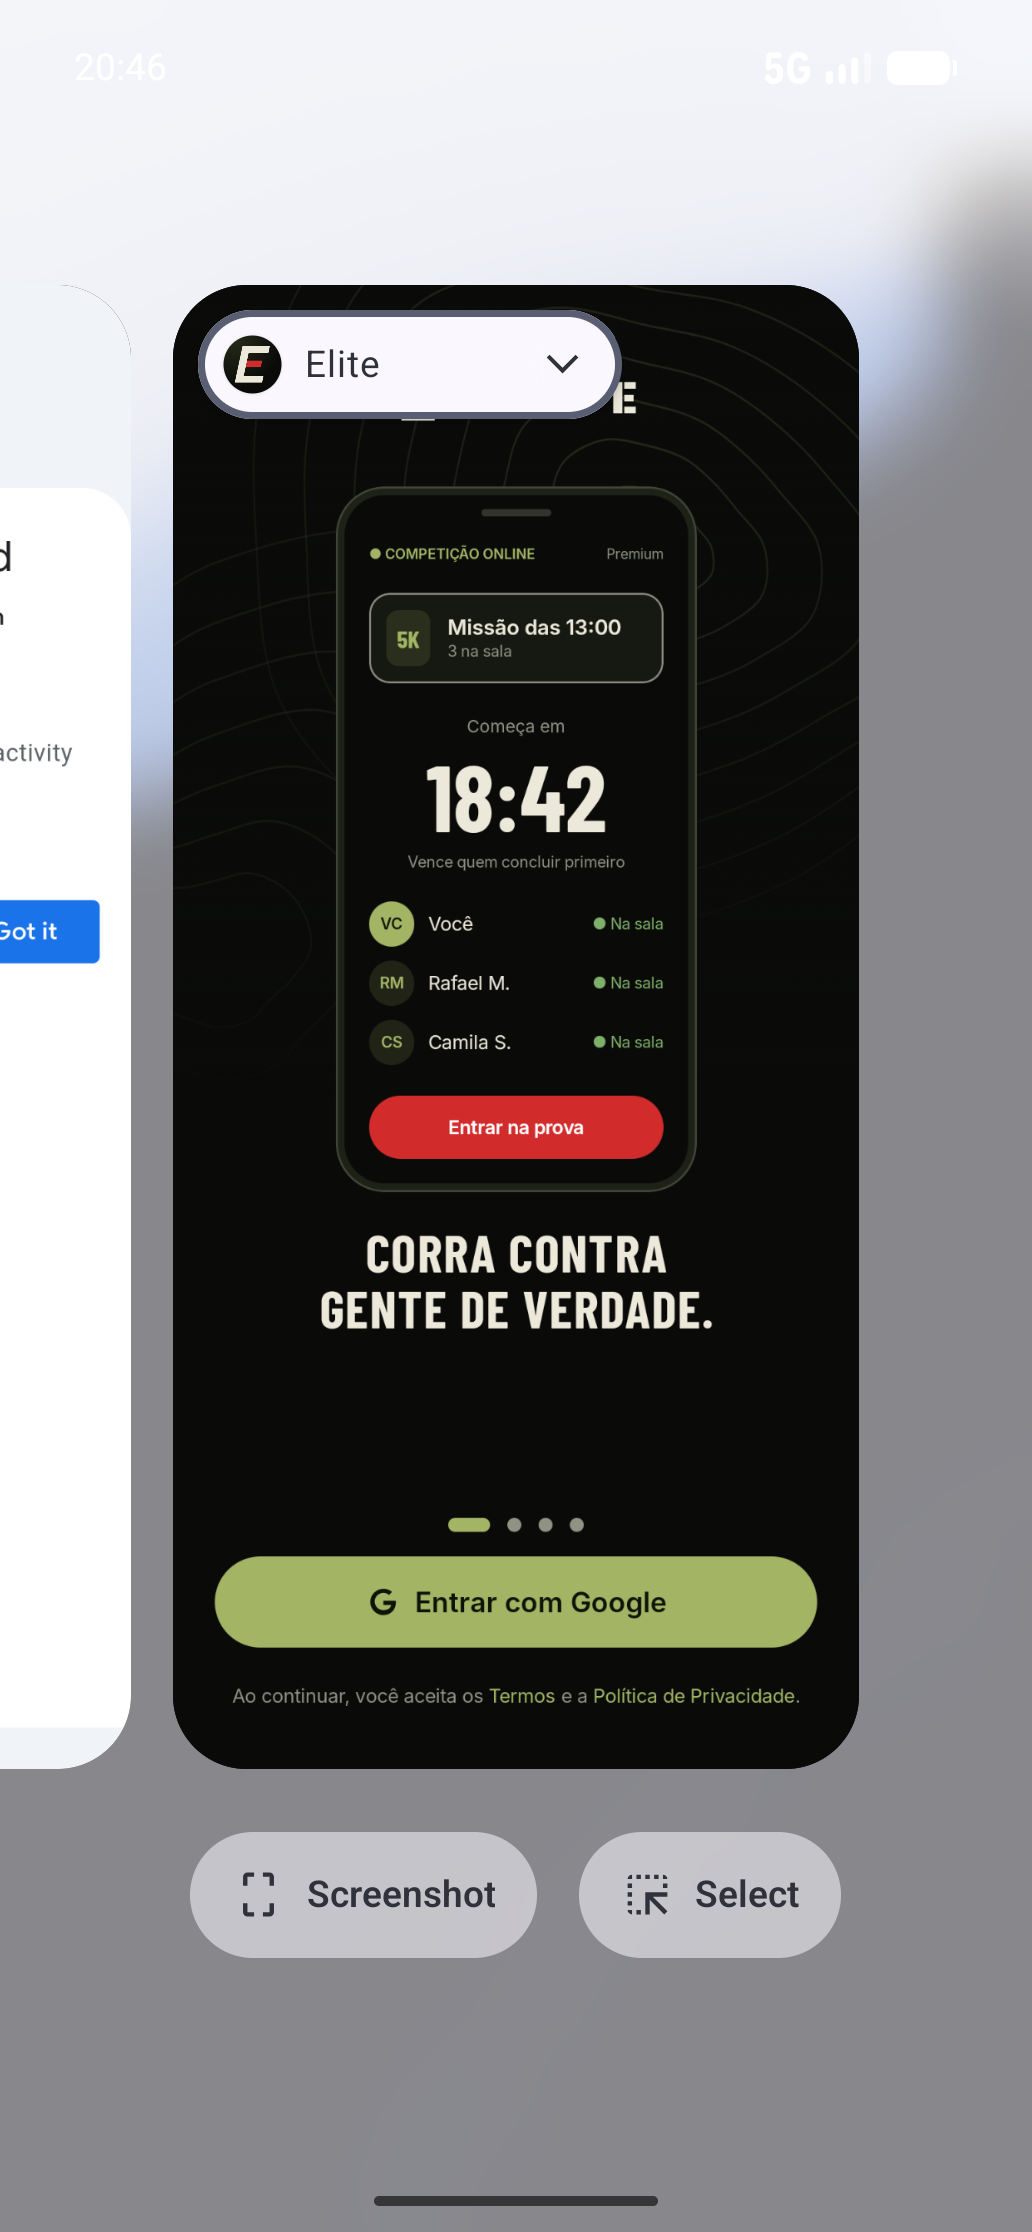 20:46
5G
Elite
E
d
n
activity
Got it
COMPETIÇÃO ONLINE
Premium
5K
Missão das 13:00
3 na sala
Começa em
18:42
Vence quem concluir primeiro
VC
Você
Na sala
RM
Rafael M.
Na sala
CS
Camila S.
Na sala
Entrar na prova
CORRA CONTRA
GENTE DE VERDADE.
G Entrar com Google
Ao continuar, você aceita os Termos e a Política de Privacidade.
Screenshot
Select